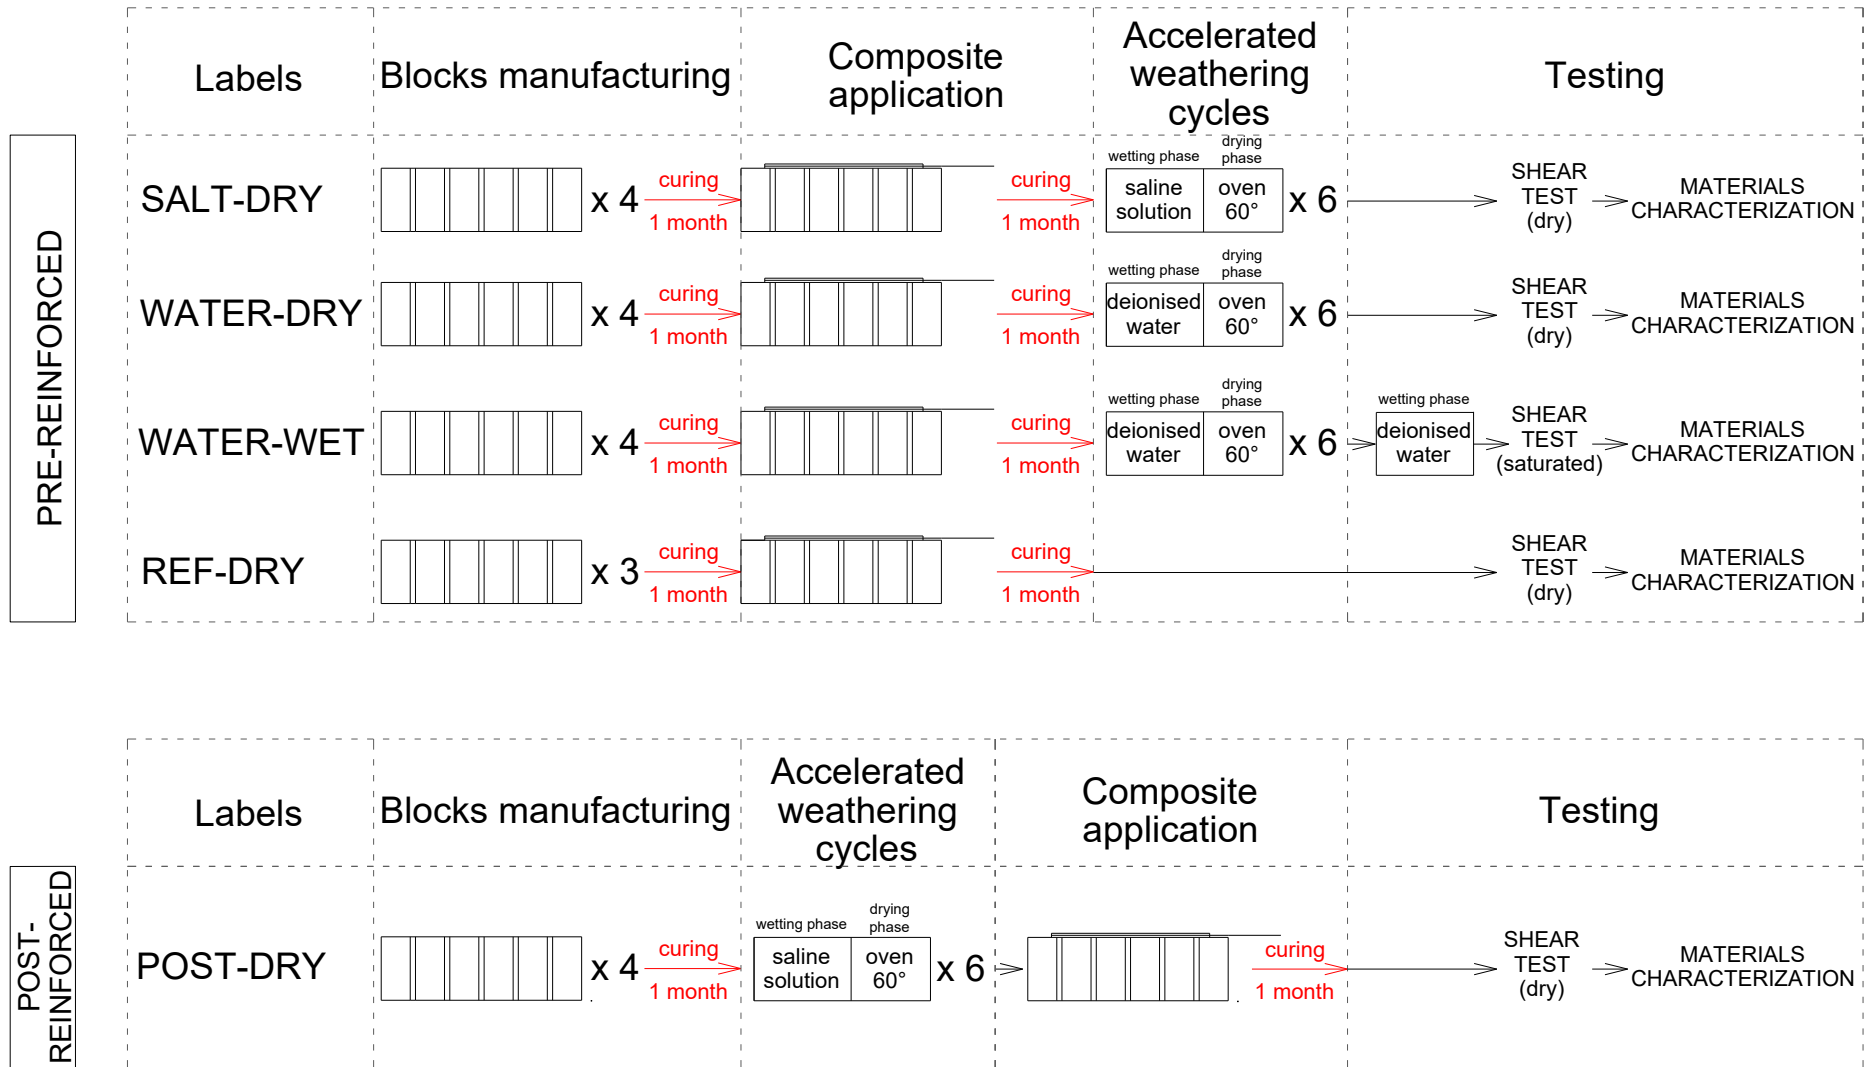 Labels
Blocks manufacturing
Composite
application
Accelerated
weathering
cycles
Testing
PRE-REINFORCED
SALT-DRY
x 4
curing
1 month
curing
1 month
wetting phase
drying
phase
saline
solution
oven
60°
x 6
SHEAR
TEST
(dry)
MATERIALS
CHARACTERIZATION
WATER-DRY
x 4
curing
1 month
curing
1 month
wetting phase
drying
phase
deionised
water
oven
60°
x 6
SHEAR
TEST
(dry)
MATERIALS
CHARACTERIZATION
WATER-WET
x 4
curing
1 month
curing
1 month
wetting phase
drying
phase
deionised
water
oven
60°
x 6
wetting phase
deionised
water
SHEAR
TEST
(saturated)
MATERIALS
CHARACTERIZATION
REF-DRY
x 3
curing
1 month
curing
1 month
SHEAR
TEST
(dry)
MATERIALS
CHARACTERIZATION
Labels
Blocks manufacturing
Accelerated
weathering
cycles
Composite
application
Testing
POST-
REINFORCED
POST-DRY
x 4
curing
1 month
wetting phase
drying
phase
saline
solution
oven
60°
x 6
curing
1 month
SHEAR
TEST
(dry)
MATERIALS
CHARACTERIZATION